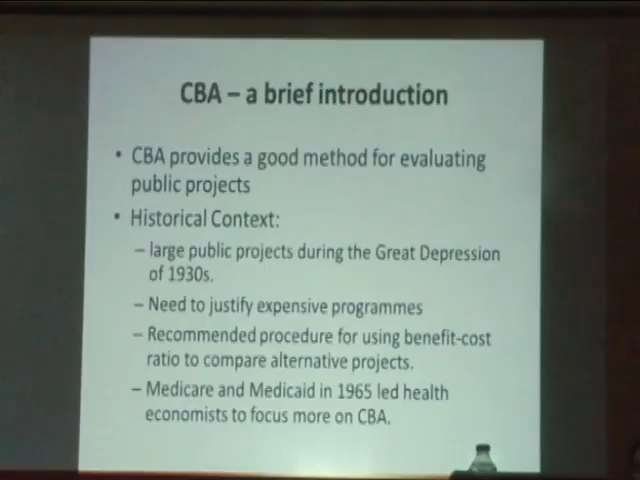 CBA – a brief introduction
• CBA provides a good method for evaluating
public projects
• Historical Context:
– large public projects during the Great Depression
of 1930s.
– Need to justify expensive programmes
– Recommended procedure for using benefit-cost
ratio to compare alternative projects.
– Medicare and Medicaid in 1965 led health
economists to focus more on CBA.